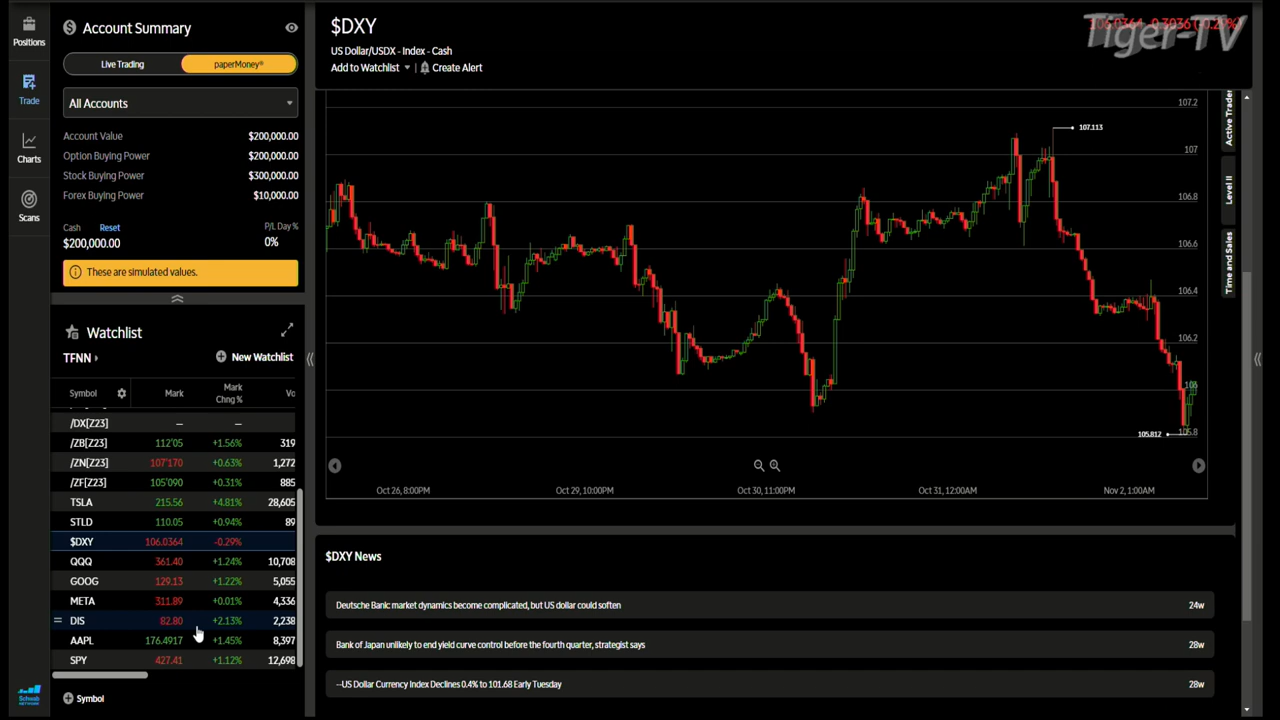 Positions
Trade
Charts
Scans
Schwab
NETWORK
Account Summary
Live Trading
paperMoney®
All Accounts
Account Value $200,000.00
Option Buying Power $200,000.00
Stock Buying Power $300,000.00
Forex Buying Power $10,000.00
Cash Reset P/L Day %
$200,000.00 0%
These are simulated values.
Watchlist
TFNN
New Watchlist
Symbol Mark Mark Chng % Vo
/DX[Z23] — —
/ZB[Z23] 112'05 +1.56% 319
/ZN[Z23] 107'170 +0.63% 1,272
/ZF[Z23] 105'090 +0.31% 885
TSLA 215.56 +4.81% 28,605
STLD 110.05 +0.94% 89
$DXY 106.0364 -0.29%
QQQ 361.40 +1.24% 10,708
GOOG 129.13 +1.22% 5,055
META 311.89 +0.01% 4,336
DIS 82.80 +2.13% 2,238
AAPL 176.4917 +1.45% 8,397
SPY 427.41 +1.12% 12,698
Symbol
$DXY
US Dollar/USDX - Index - Cash
Add to Watchlist | Create Alert
Tiger-TV
107.2
107.113
107
106.8
106.6
106.4
106.2
106
105.812
105.8
Oct 26, 8:00PM Oct 29, 10:00PM Oct 30, 11:00PM Oct 31, 12:00AM Nov 2, 1:00AM
Active Trader
Level II
Time and Sales
$DXY News
Deutsche Bank: market dynamics become complicated, but US dollar could soften 24w
Bank of Japan unlikely to end yield curve control before the fourth quarter, strategist says 28w
--US Dollar Currency Index Declines 0.4% to 101.68 Early Tuesday 28w